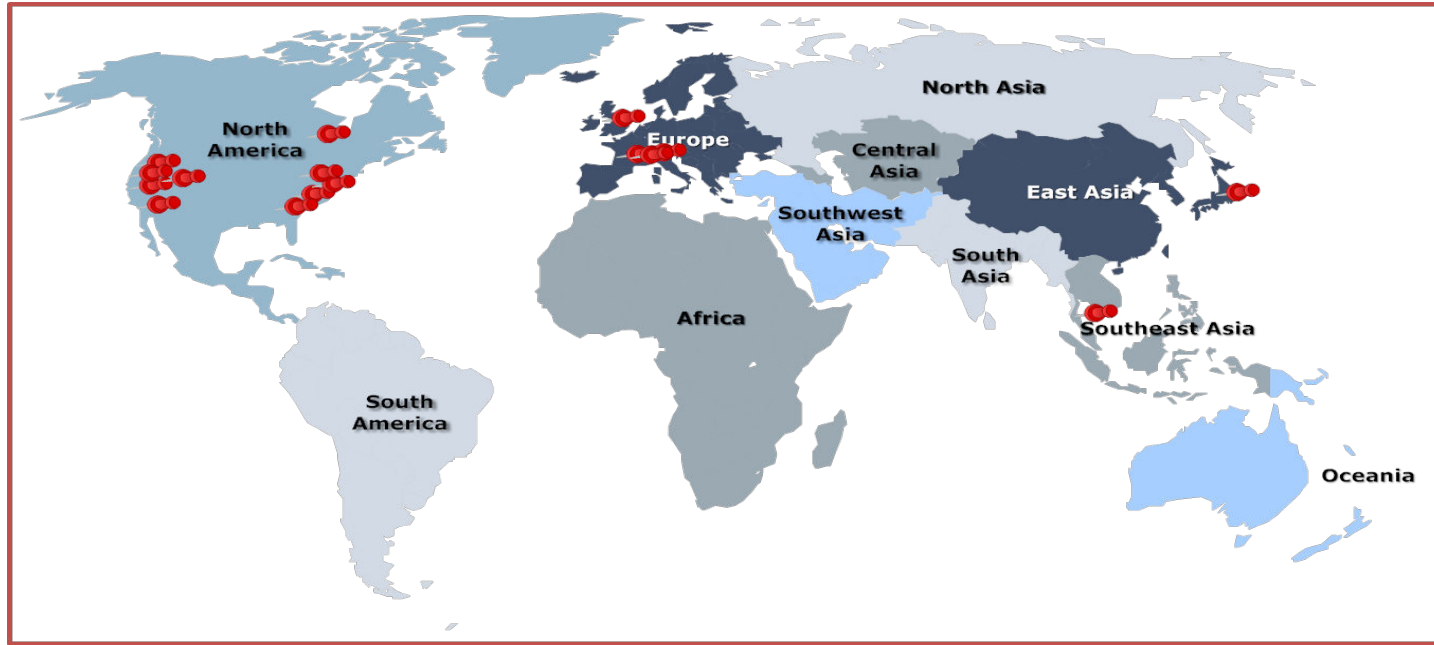 North Asia
North
America
Europe
Central
Asia
East Asia
Southwest
Asia
South
Asia
Africa
Southeast Asia
South
America
Oceania